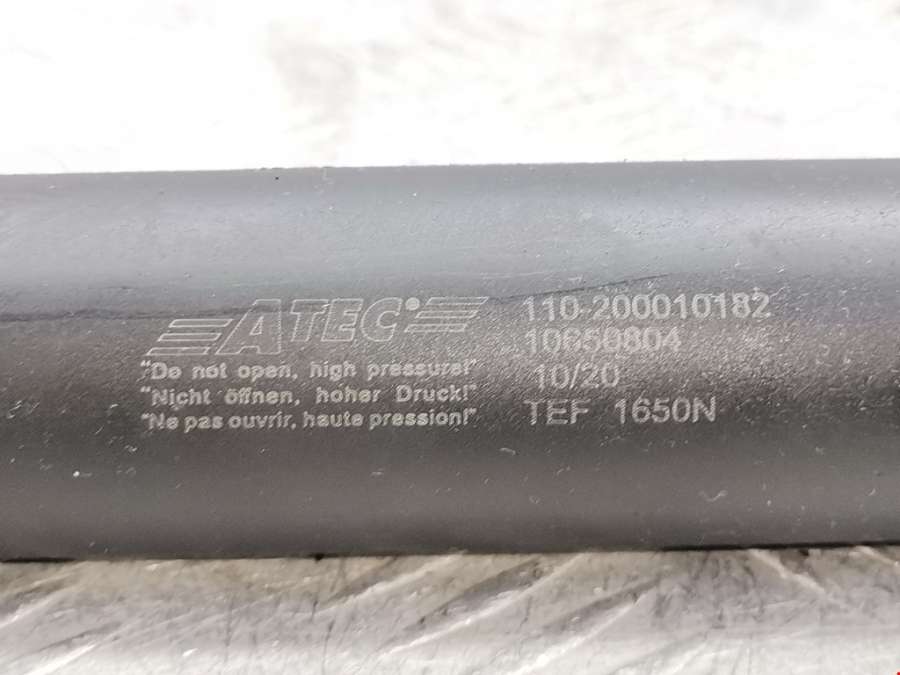 ATEC®
"Do not open, high pressure!"
"Nicht öffnen, hoher Druck!"
"Ne pas ouvrir, haute pression!"
110-200010182
10650804
10/20
TEF 1650N